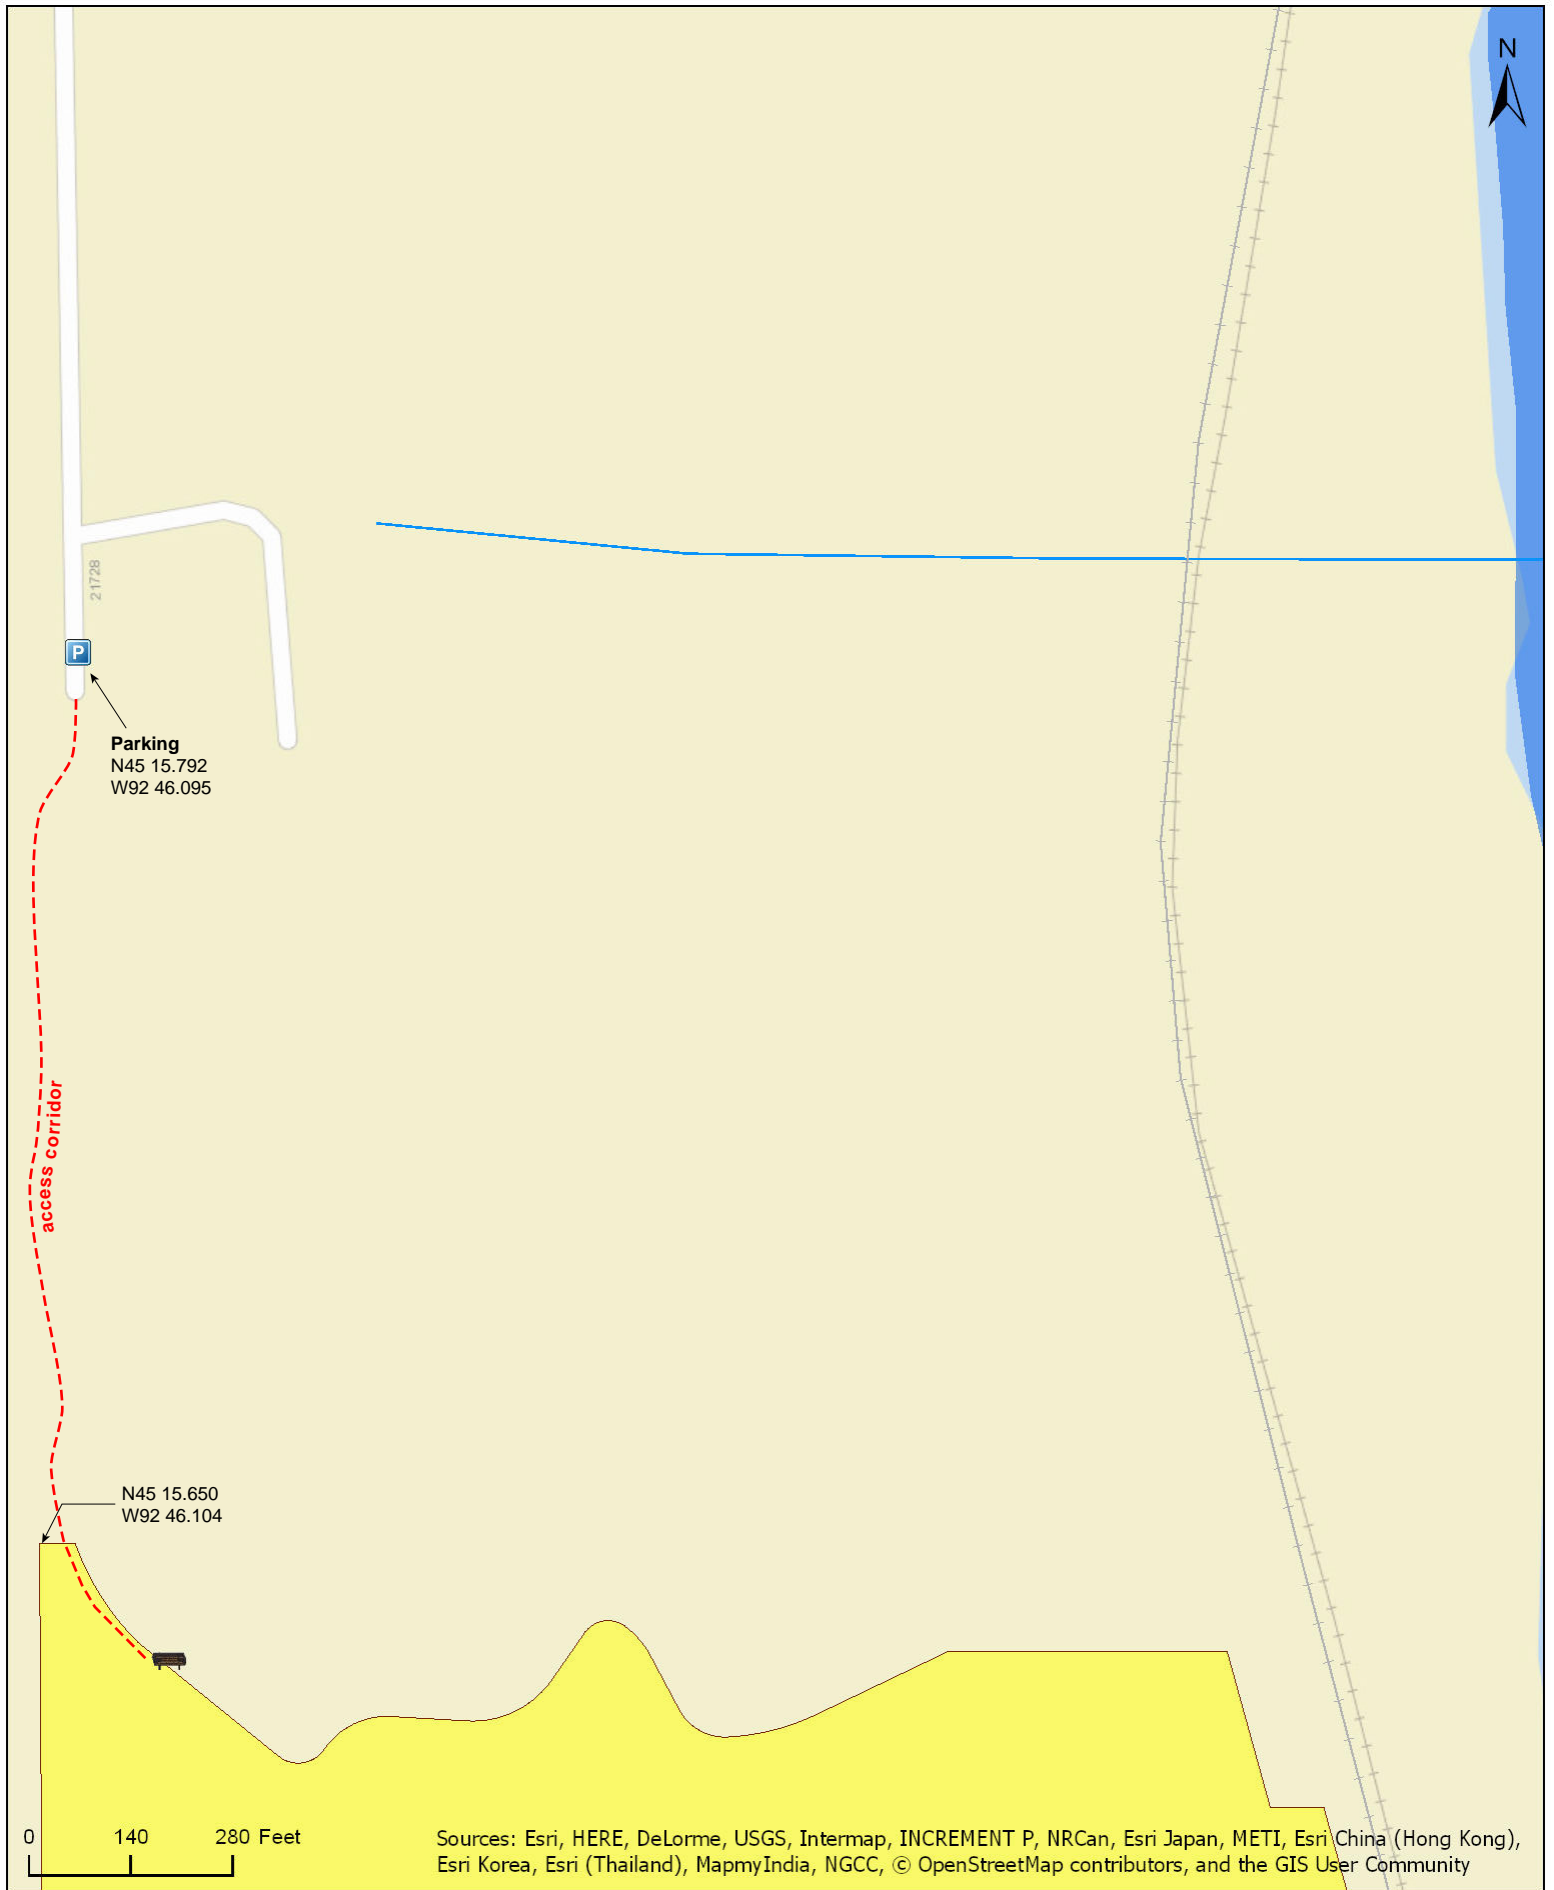 N
21728
P
Parking
N45 15.792
W92 46.095
access corridor
N45 15.650
W92 46.104
0 140 280 Feet
Sources: Esri, HERE, DeLorme, USGS, Intermap, INCREMENT P, NRCan, Esri Japan, METI, Esri China (Hong Kong),
Esri Korea, Esri (Thailand), MapmyIndia, NGCC, © OpenStreetMap contributors, and the GIS User Community